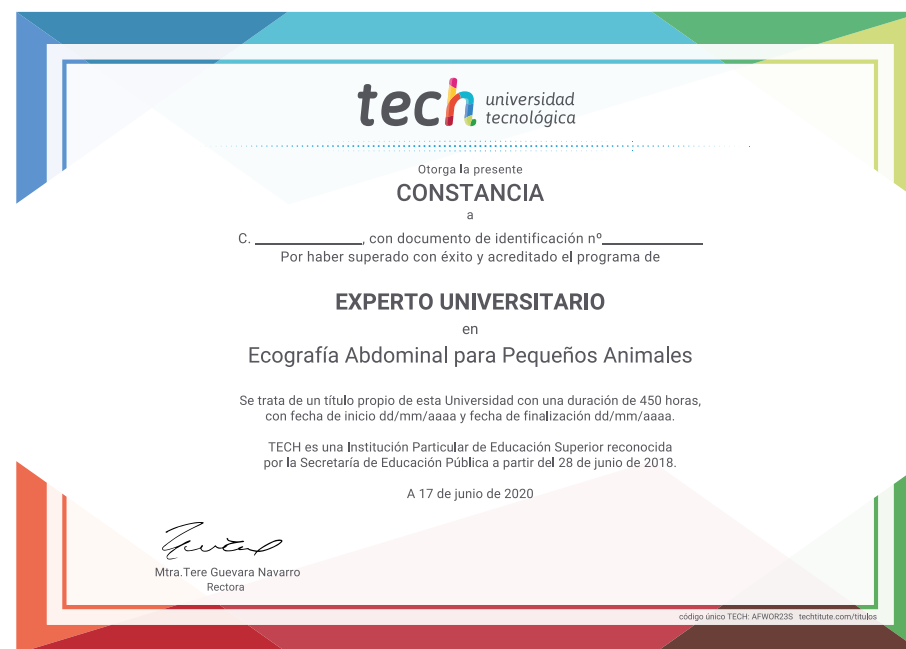 tech universidad
tecnológica
Otorga la presente
CONSTANCIA
a
C. ____________, con documento de identificación nº____________
Por haber superado con éxito y acreditado el programa de
EXPERTO UNIVERSITARIO
en
Ecografía Abdominal para Pequeños Animales
Se trata de un título propio de esta Universidad con una duración de 450 horas,
con fecha de inicio dd/mm/aaaa y fecha de finalización dd/mm/aaaa.
TECH es una Institución Particular de Educación Superior reconocida
por la Secretaría de Educación Pública a partir del 28 de junio de 2018.
A 17 de junio de 2020
Mtra.Tere Guevara Navarro
Rectora
código único TECH: AFWOR23S techtitute.com/titulos